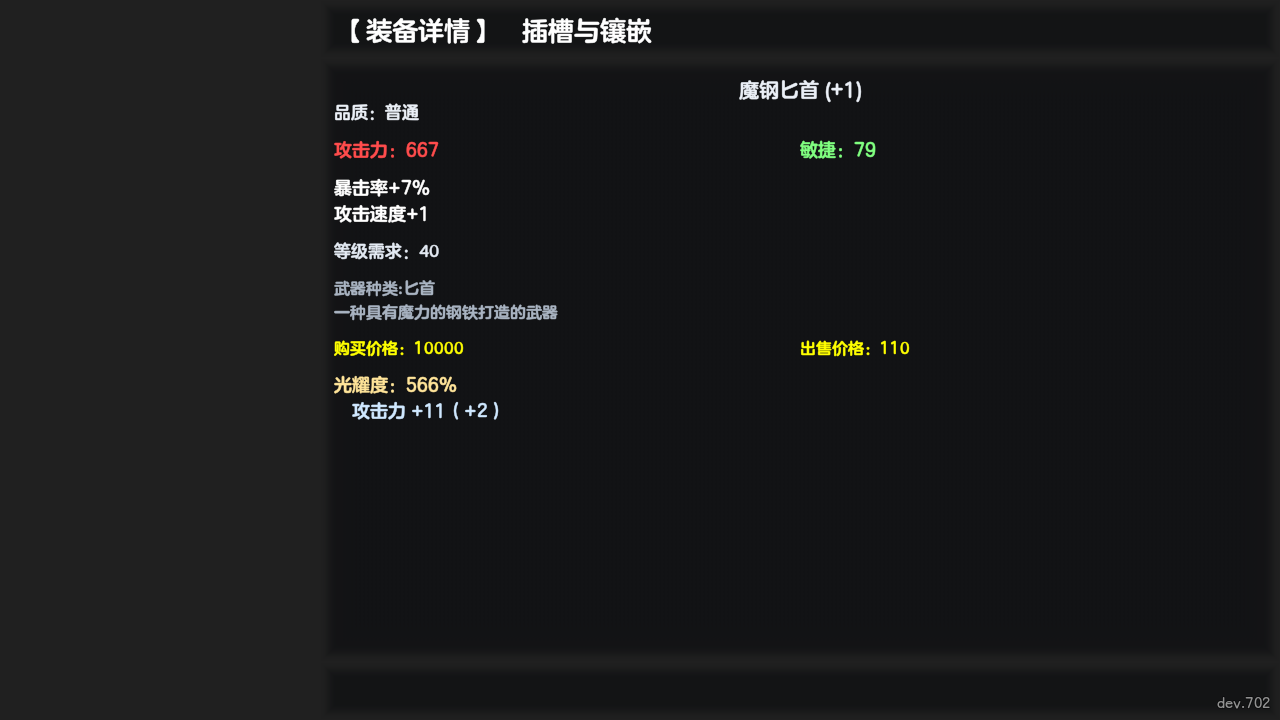 【装备详情】 插槽与镶嵌
魔钢匕首 (+1)
品质：普通
攻击力：667 敏捷：79
暴击率+7%
攻击速度+1
等级需求：40
武器种类:匕首
一种具有魔力的钢铁打造的武器
购买价格：10000 出售价格：110
光耀度：566%
攻击力 +11（+2）
dev.702